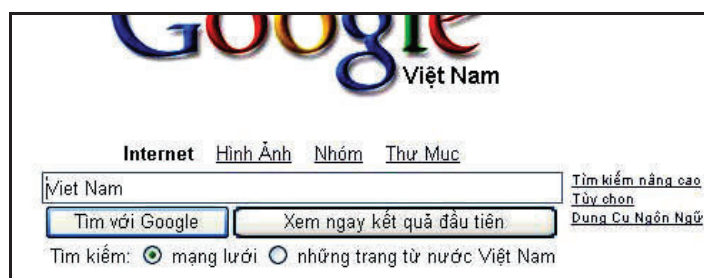 Google
Việt Nam
Internet Hình Ảnh Nhóm Thư Mục
Viet Nam
Tìm kiếm nâng cao
Tùy chọn
Dung Cu Ngôn Ngữ
Tìm với Google Xem ngay kết quả đầu tiên
Tìm kiếm: mạng lưới những trang từ nước Việt Nam